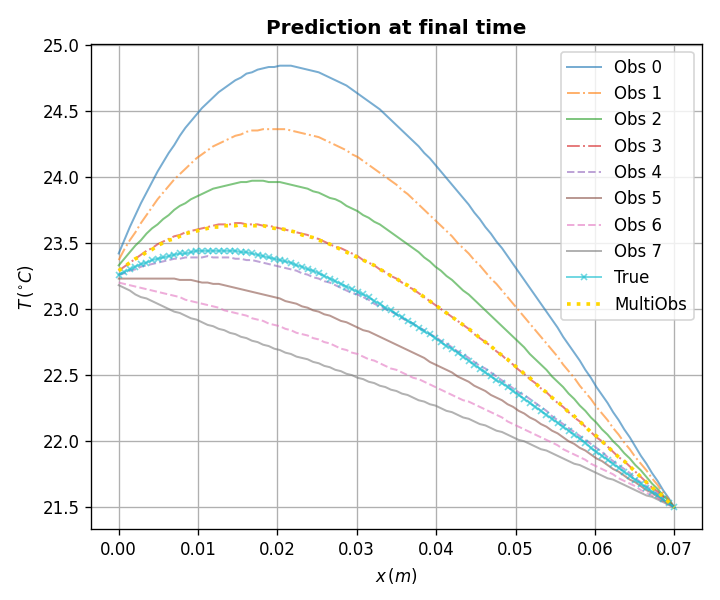 Prediction at final time
25.0
24.5
24.0
23.5
23.0
22.5
22.0
21.5
T (°C)
Obs 0
Obs 1
Obs 2
Obs 3
Obs 4
Obs 5
Obs 6
Obs 7
True
MultiObs
0.00 0.01 0.02 0.03 0.04 0.05 0.06 0.07
x (m)